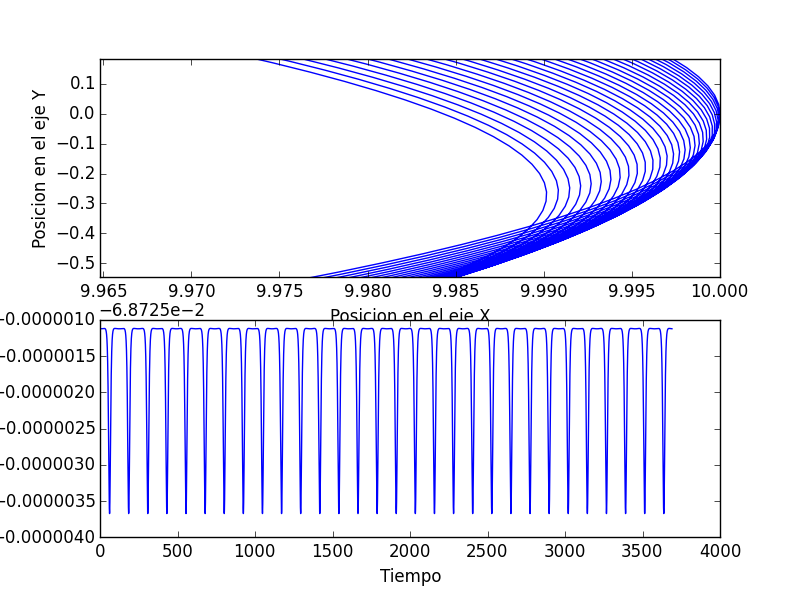 0.1
0.0
−0.1
−0.2
−0.3
−0.4
−0.5
Posicion en el eje Y
9.965 9.970 9.975 9.980 9.985 9.990 9.995 10.000
Posicion en el eje X
−6.8725e−2
−0.0000010
−0.0000015
−0.0000020
−0.0000025
−0.0000030
−0.0000035
−0.0000040
0 500 1000 1500 2000 2500 3000 3500 4000
Tiempo